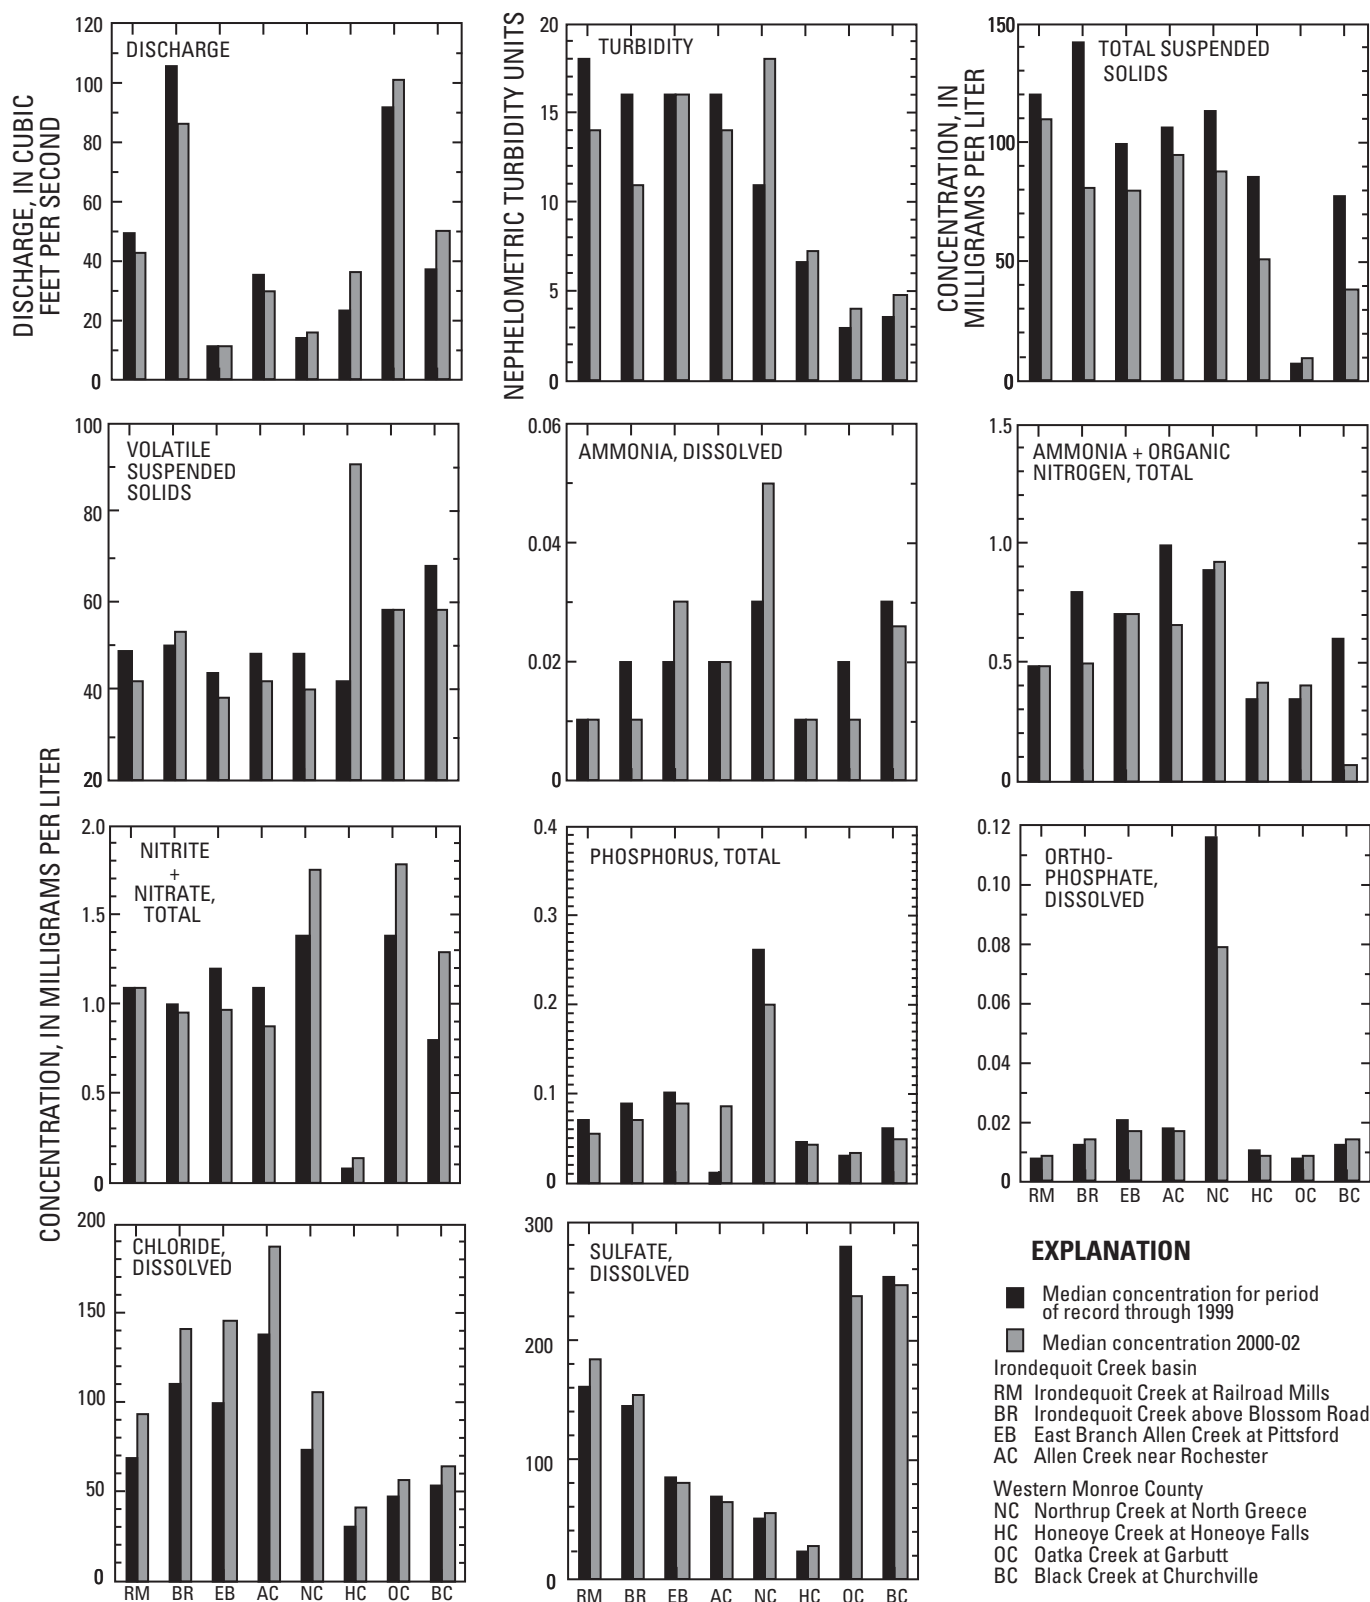 DISCHARGE, IN CUBIC
FEET PER SECOND
120
100
80
60
40
20
0
DISCHARGE
NEPHELOMETRIC TURBIDITY UNITS
20
16
15
10
5
0
TURBIDITY
CONCENTRATION, IN
MILLIGRAMS PER LITER
150
100
50
0
TOTAL SUSPENDED
SOLIDS
CONCENTRATION, IN MILLIGRAMS PER LITER
100
80
60
40
20
VOLATILE
SUSPENDED
SOLIDS
0.06
0.04
0.02
0
AMMONIA, DISSOLVED
1.5
1.0
0.5
0
AMMONIA + ORGANIC
NITROGEN, TOTAL
2.0
1.5
1.0
0.5
0
NITRITE
+
NITRATE,
TOTAL
0.4
0.3
0.2
0.1
0
PHOSPHORUS, TOTAL
0.12
0.10
0.08
0.06
0.04
0.02
0
ORTHO-
PHOSPHATE,
DISSOLVED
RM BR EB AC NC HC OC BC
200
150
100
50
0
CHLORIDE,
DISSOLVED
RM BR EB AC NC HC OC BC
300
200
100
0
SULFATE,
DISSOLVED
RM BR EB AC NC HC OC BC
EXPLANATION
Median concentration for period
of record through 1999
Median concentration 2000-02
Irondequoit Creek basin
RM Irondequoit Creek at Railroad Mills
BR Irondequoit Creek above Blossom Road
EB East Branch Allen Creek at Pittsford
AC Allen Creek near Rochester
Western Monroe County
NC Northrup Creek at North Greece
HC Honeoye Creek at Honeoye Falls
OC Oatka Creek at Garbutt
BC Black Creek at Churchville